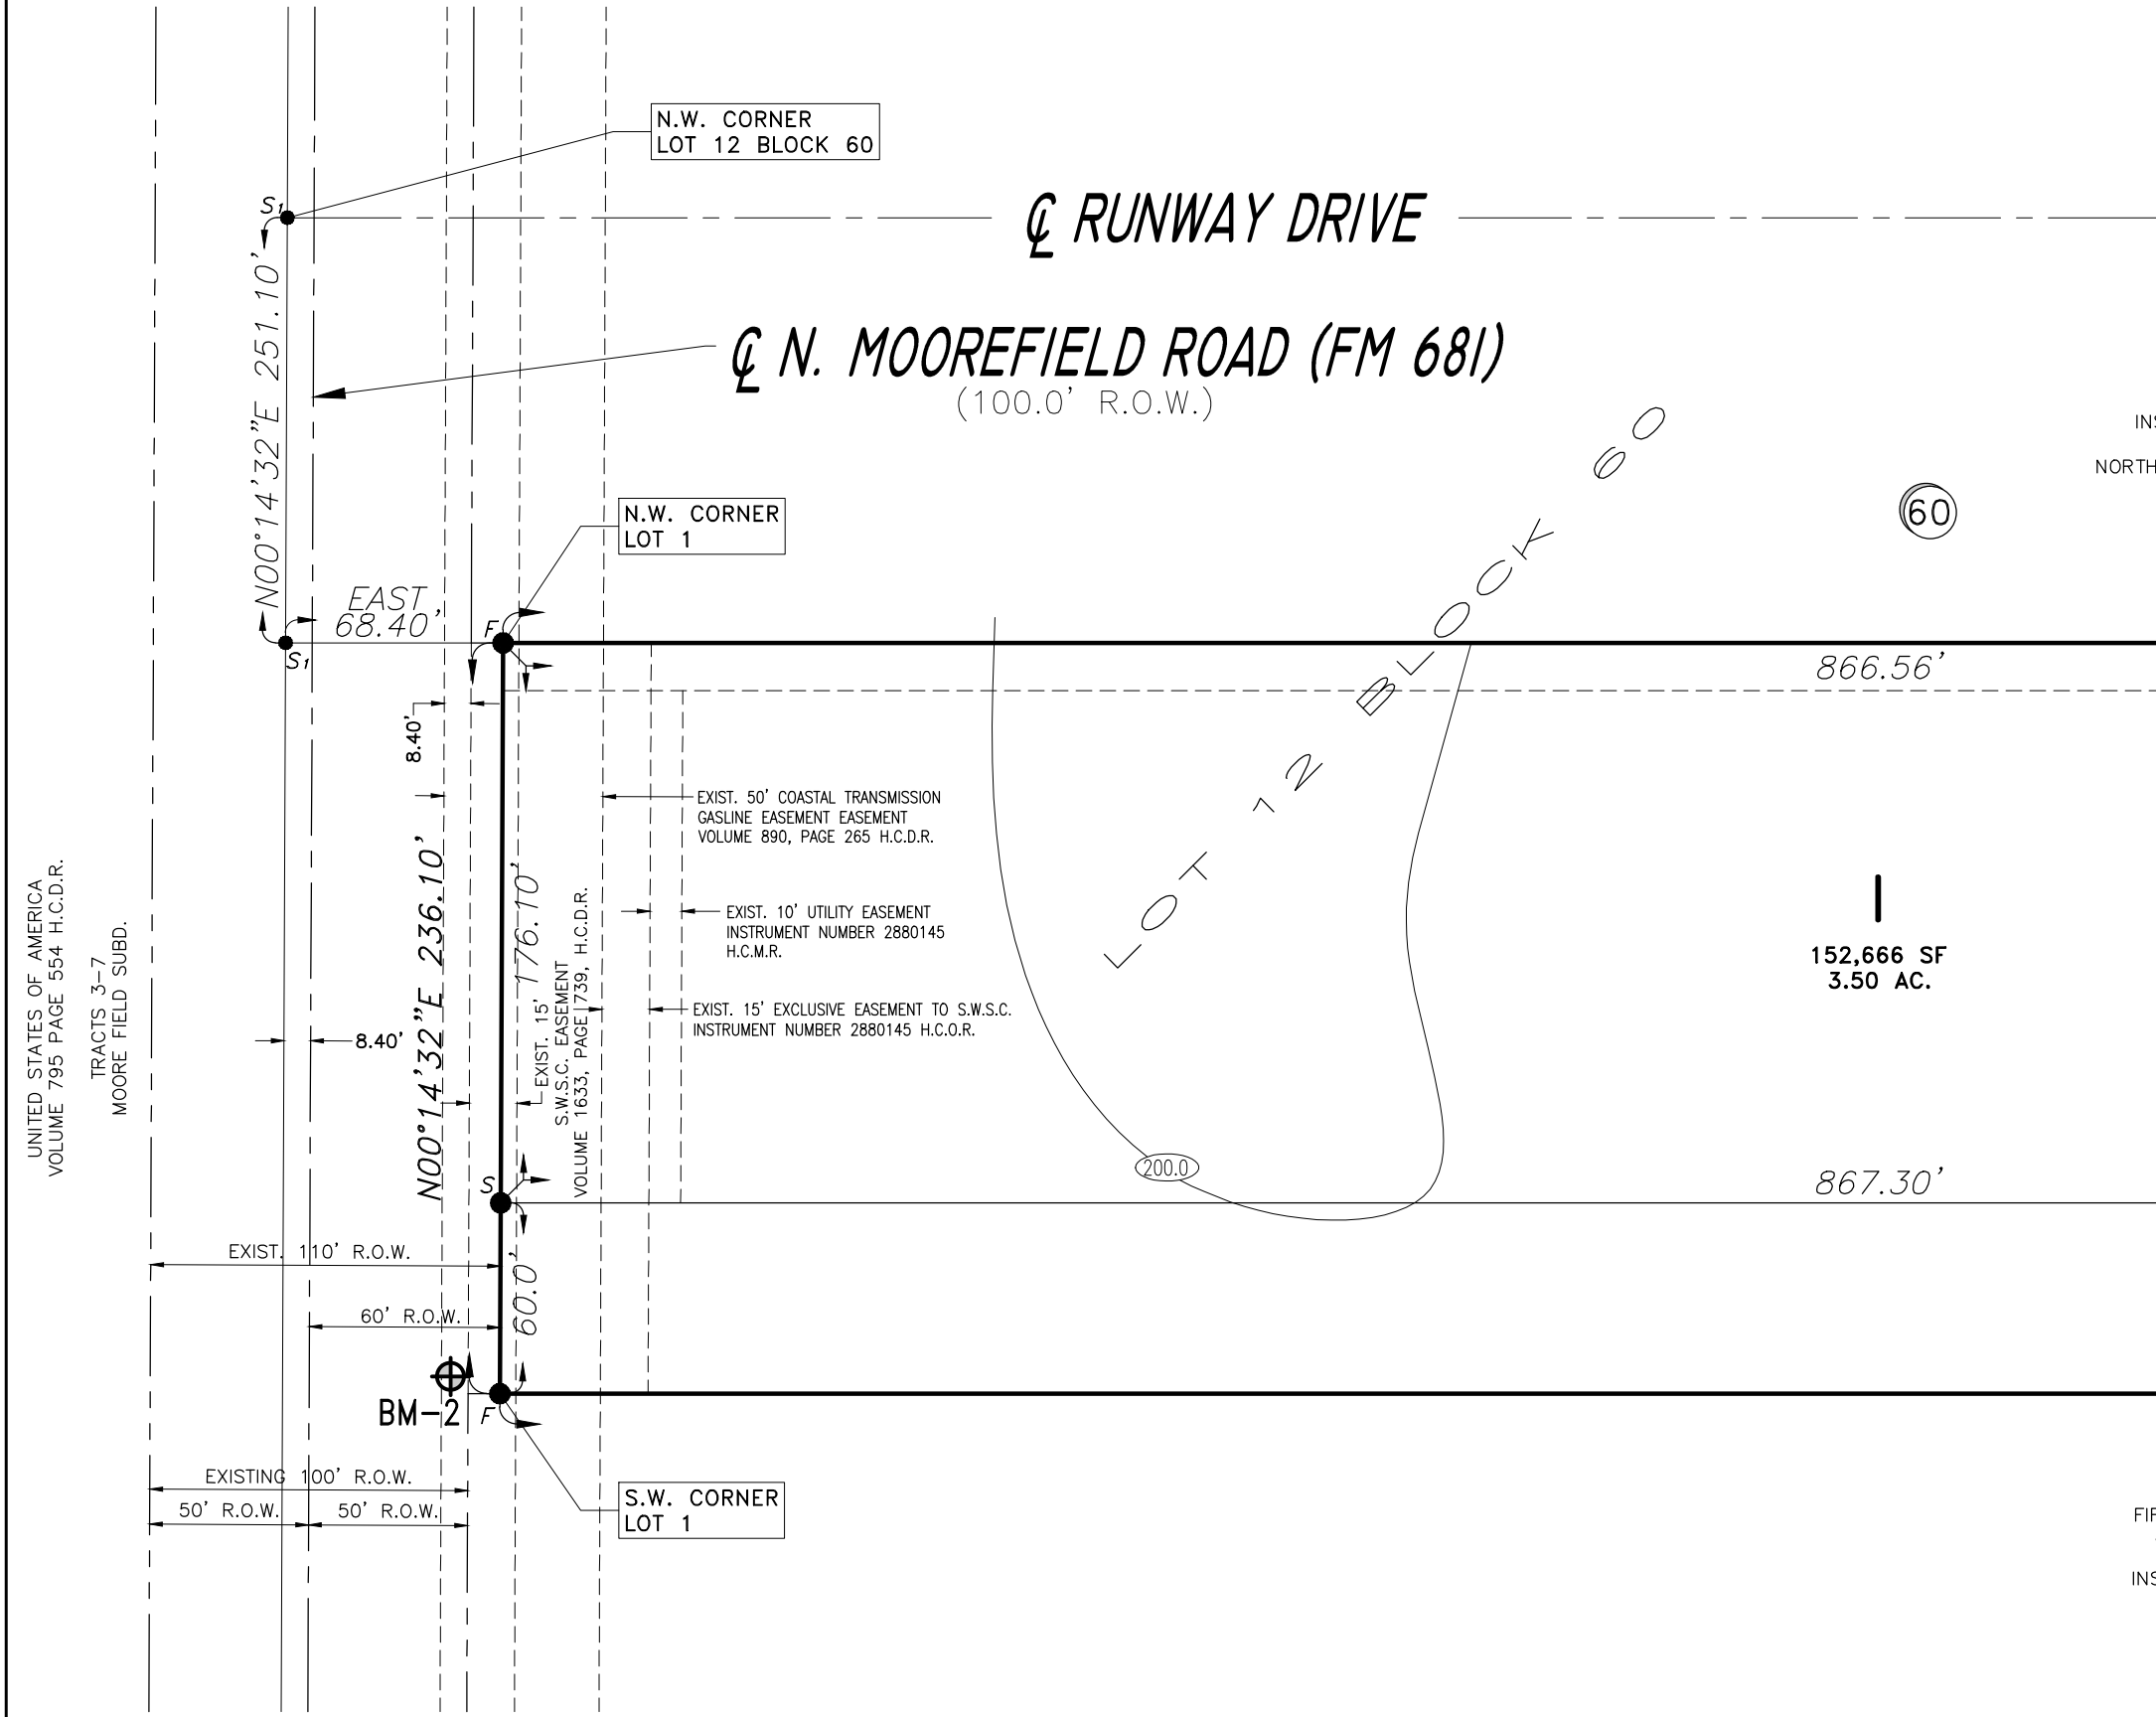 N.W. CORNER
LOT 12 BLOCK 60
S1
℄ RUNWAY DRIVE
N00°14'32"E 251.10'
℄ N. MOOREFIELD ROAD (FM 681)
(100.0' R.O.W.)
LOT 12 BLOCK 60
60
INS
NORTH
N.W. CORNER
LOT 1
EAST
68.40'
F
S1
866.56'
8.40'
EXIST. 50' COASTAL TRANSMISSION
GASLINE EASEMENT EASEMENT
VOLUME 890, PAGE 265 H.C.D.R.
N00°14'32"E 236.10'
176.10'
EXIST. 10' UTILITY EASEMENT
INSTRUMENT NUMBER 2880145
H.C.M.R.
EXIST. 15' EXCLUSIVE EASEMENT TO S.W.S.C.
INSTRUMENT NUMBER 2880145 H.C.O.R.
EXIST. 15'
S.W.S.C. EASEMENT
VOLUME 1633, PAGE 739, H.C.D.R.
1
152,666 SF
3.50 AC.
UNITED STATES OF AMERICA
VOLUME 795 PAGE 554 H.C.D.R.
TRACTS 3-7
MOORE FIELD SUBD.
8.40'
200.0
S
867.30'
EXIST. 110' R.O.W.
60.0'
60' R.O.W.
BM-2
F
EXISTING 100' R.O.W.
50' R.O.W.
50' R.O.W.
S.W. CORNER
LOT 1
FIR
INS